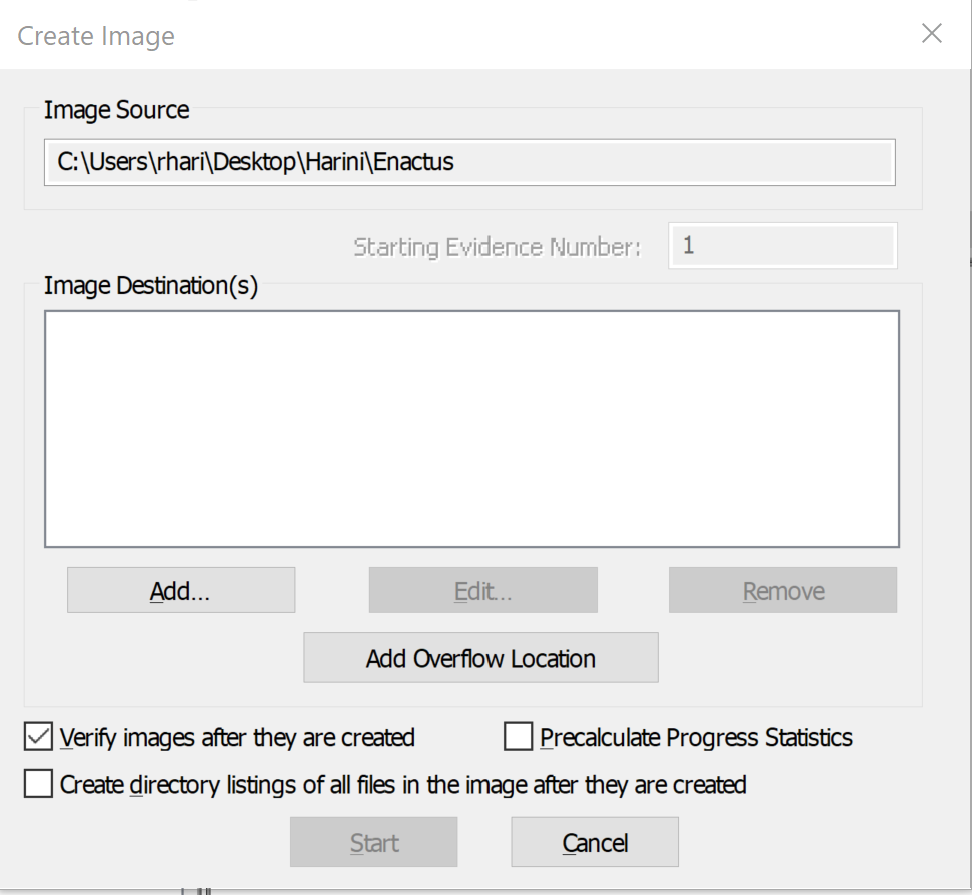 Create Image
Image Source
C:\Users\rhari\Desktop\Harini\Enactus
Starting Evidence Number: 1
Image Destination(s)
Add... Edit... Remove
Add Overflow Location
Verify images after they are created Precalculate Progress Statistics
Create directory listings of all files in the image after they are created
Start Cancel